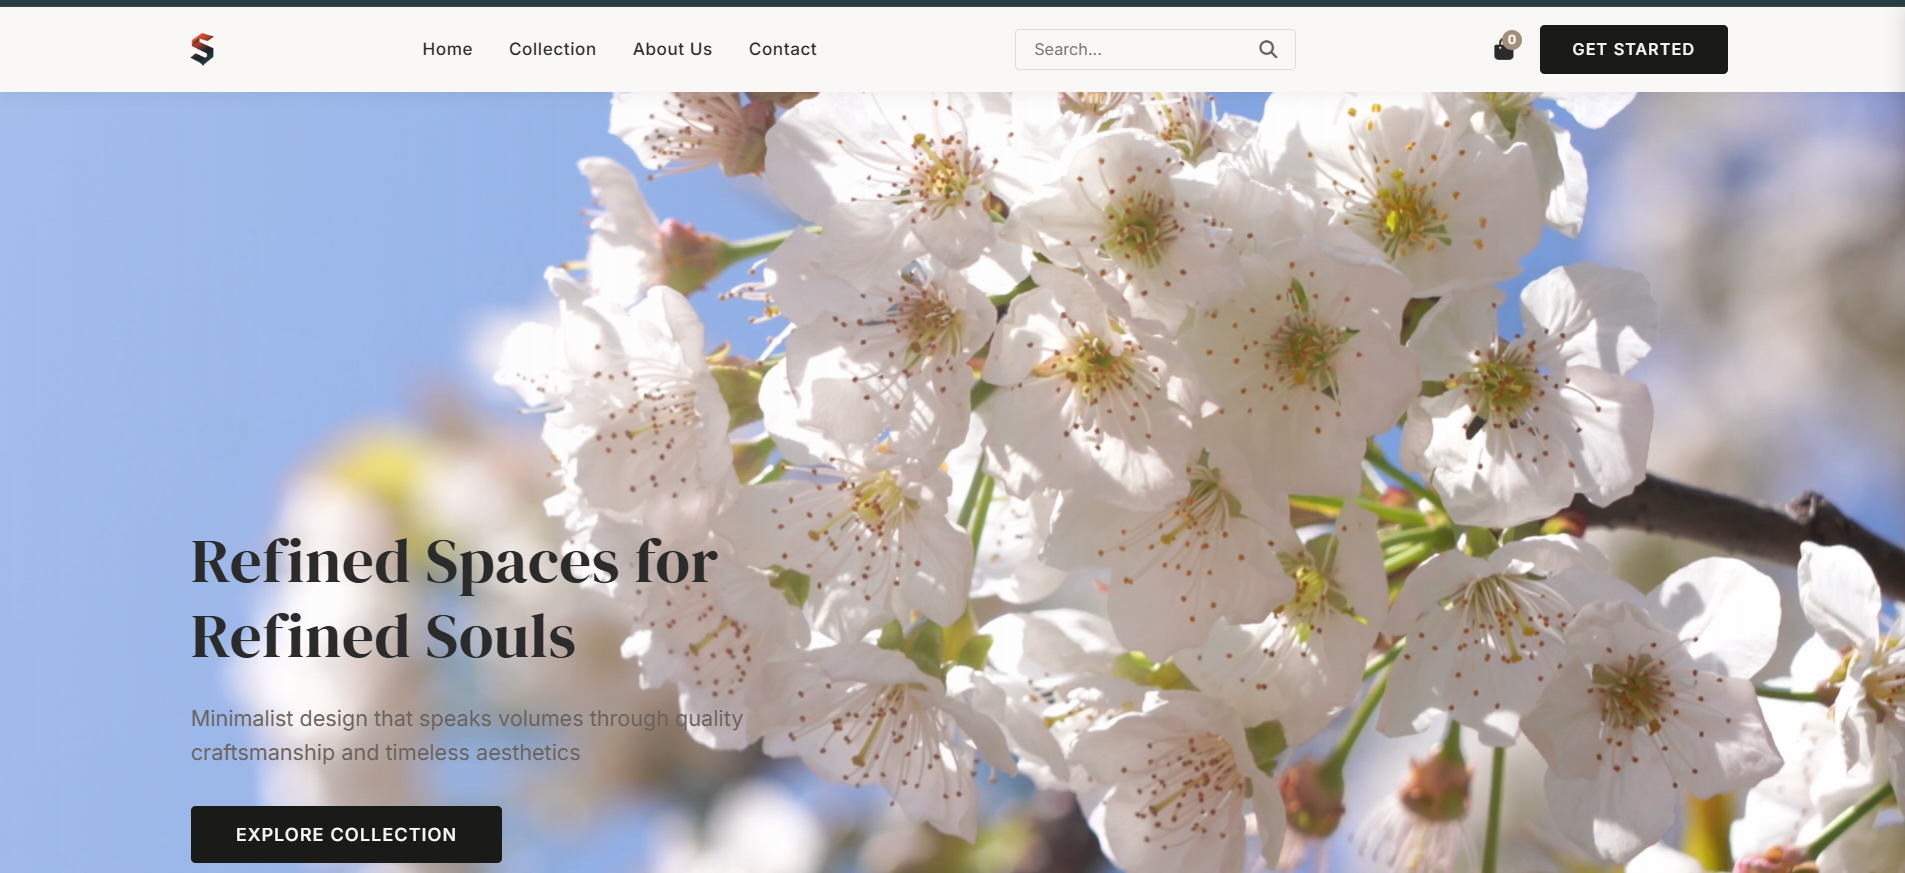 Home
Collection
About Us
Contact
Search...
0
GET STARTED
Refined Spaces for
Refined Souls
Minimalist design that speaks volumes through quality
craftsmanship and timeless aesthetics
EXPLORE COLLECTION